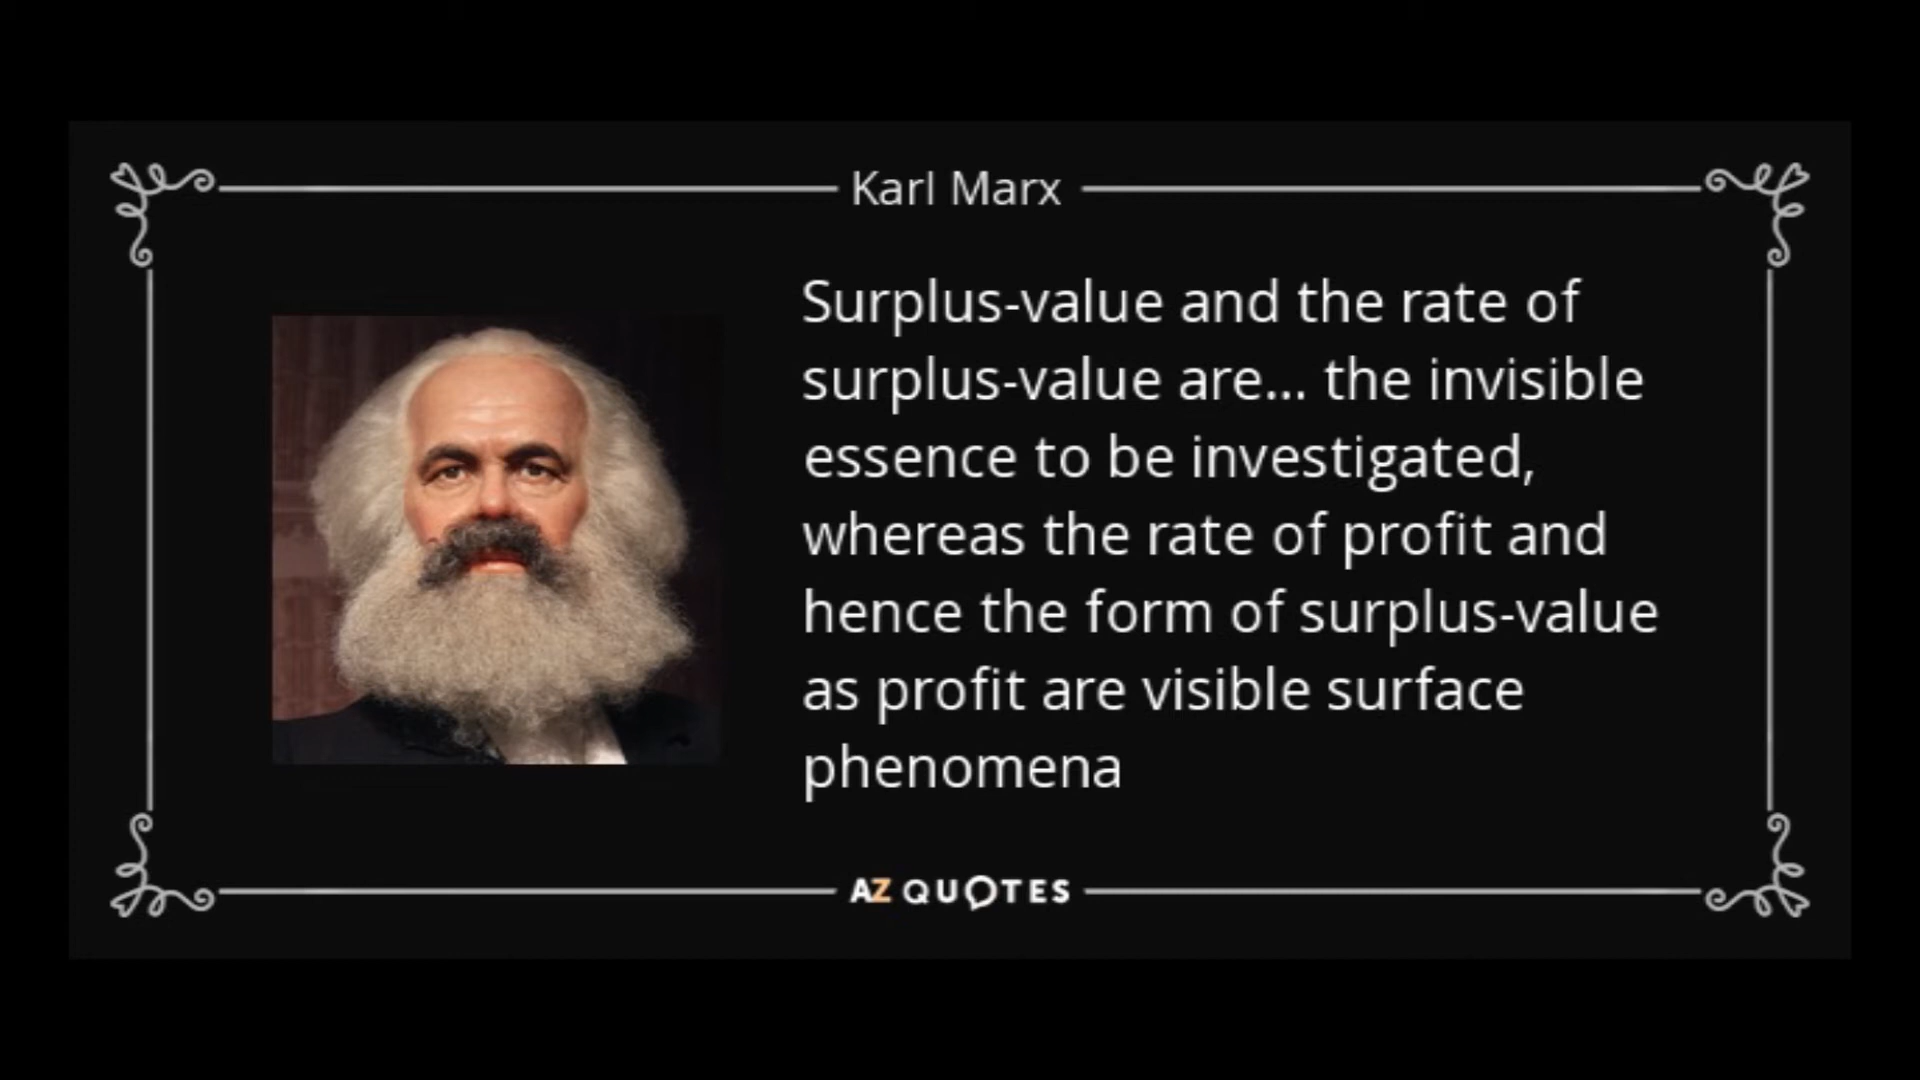 Karl Marx
Surplus-value and the rate of
surplus-value are... the invisible
essence to be investigated,
whereas the rate of profit and
hence the form of surplus-value
as profit are visible surface
phenomena
AZ QUOTES